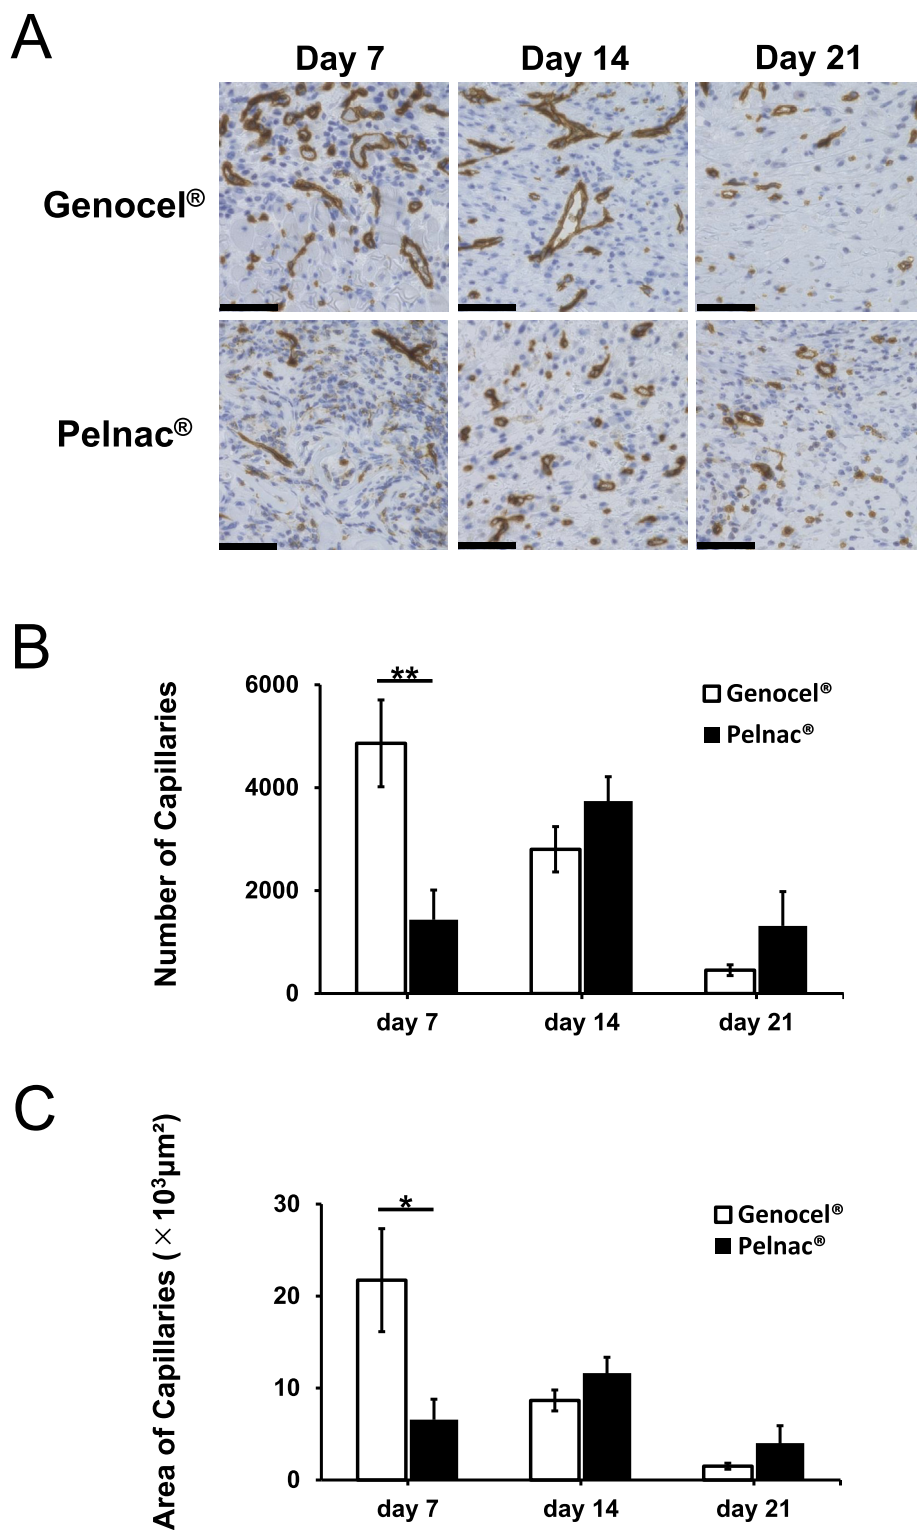 A
Day 7
Day 14
Day 21
Genocel®
Pelnac®
B
Number of Capillaries
6000
4000
2000
0
**
Genocel®
Pelnac®
day 7
day 14
day 21
C
Area of Capillaries (×10³µm²)
30
20
10
0
*
Genocel®
Pelnac®
day 7
day 14
day 21